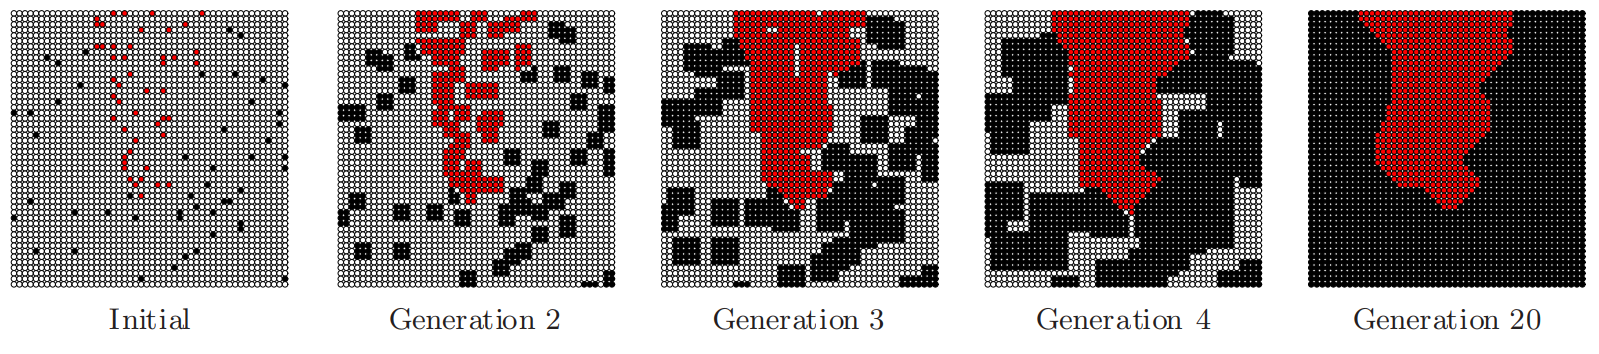 Initial
Generation 2
Generation 3
Generation 4
Generation 20